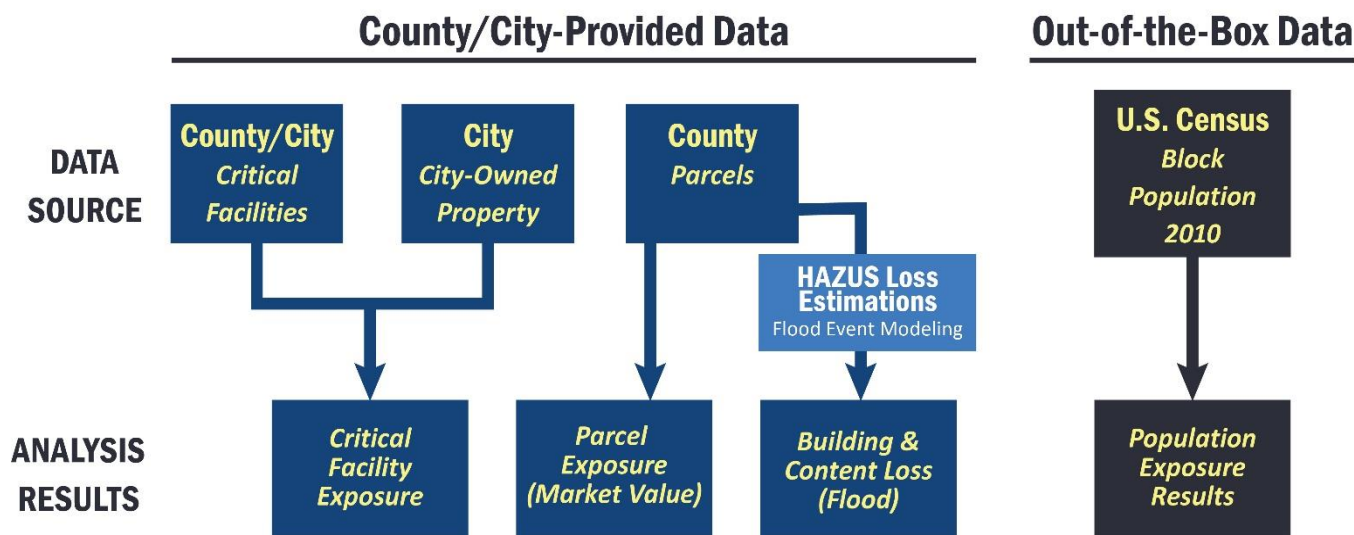 County/City-Provided Data
Out-of-the-Box Data
DATA
SOURCE
County/City
Critical
Facilities
City
City-Owned
Property
County
Parcels
U.S. Census
Block
Population
2010
HAZUS Loss
Estimations
Flood Event Modeling
ANALYSIS
RESULTS
Critical
Facility
Exposure
Parcel
Exposure
(Market Value)
Building &
Content Loss
(Flood)
Population
Exposure
Results